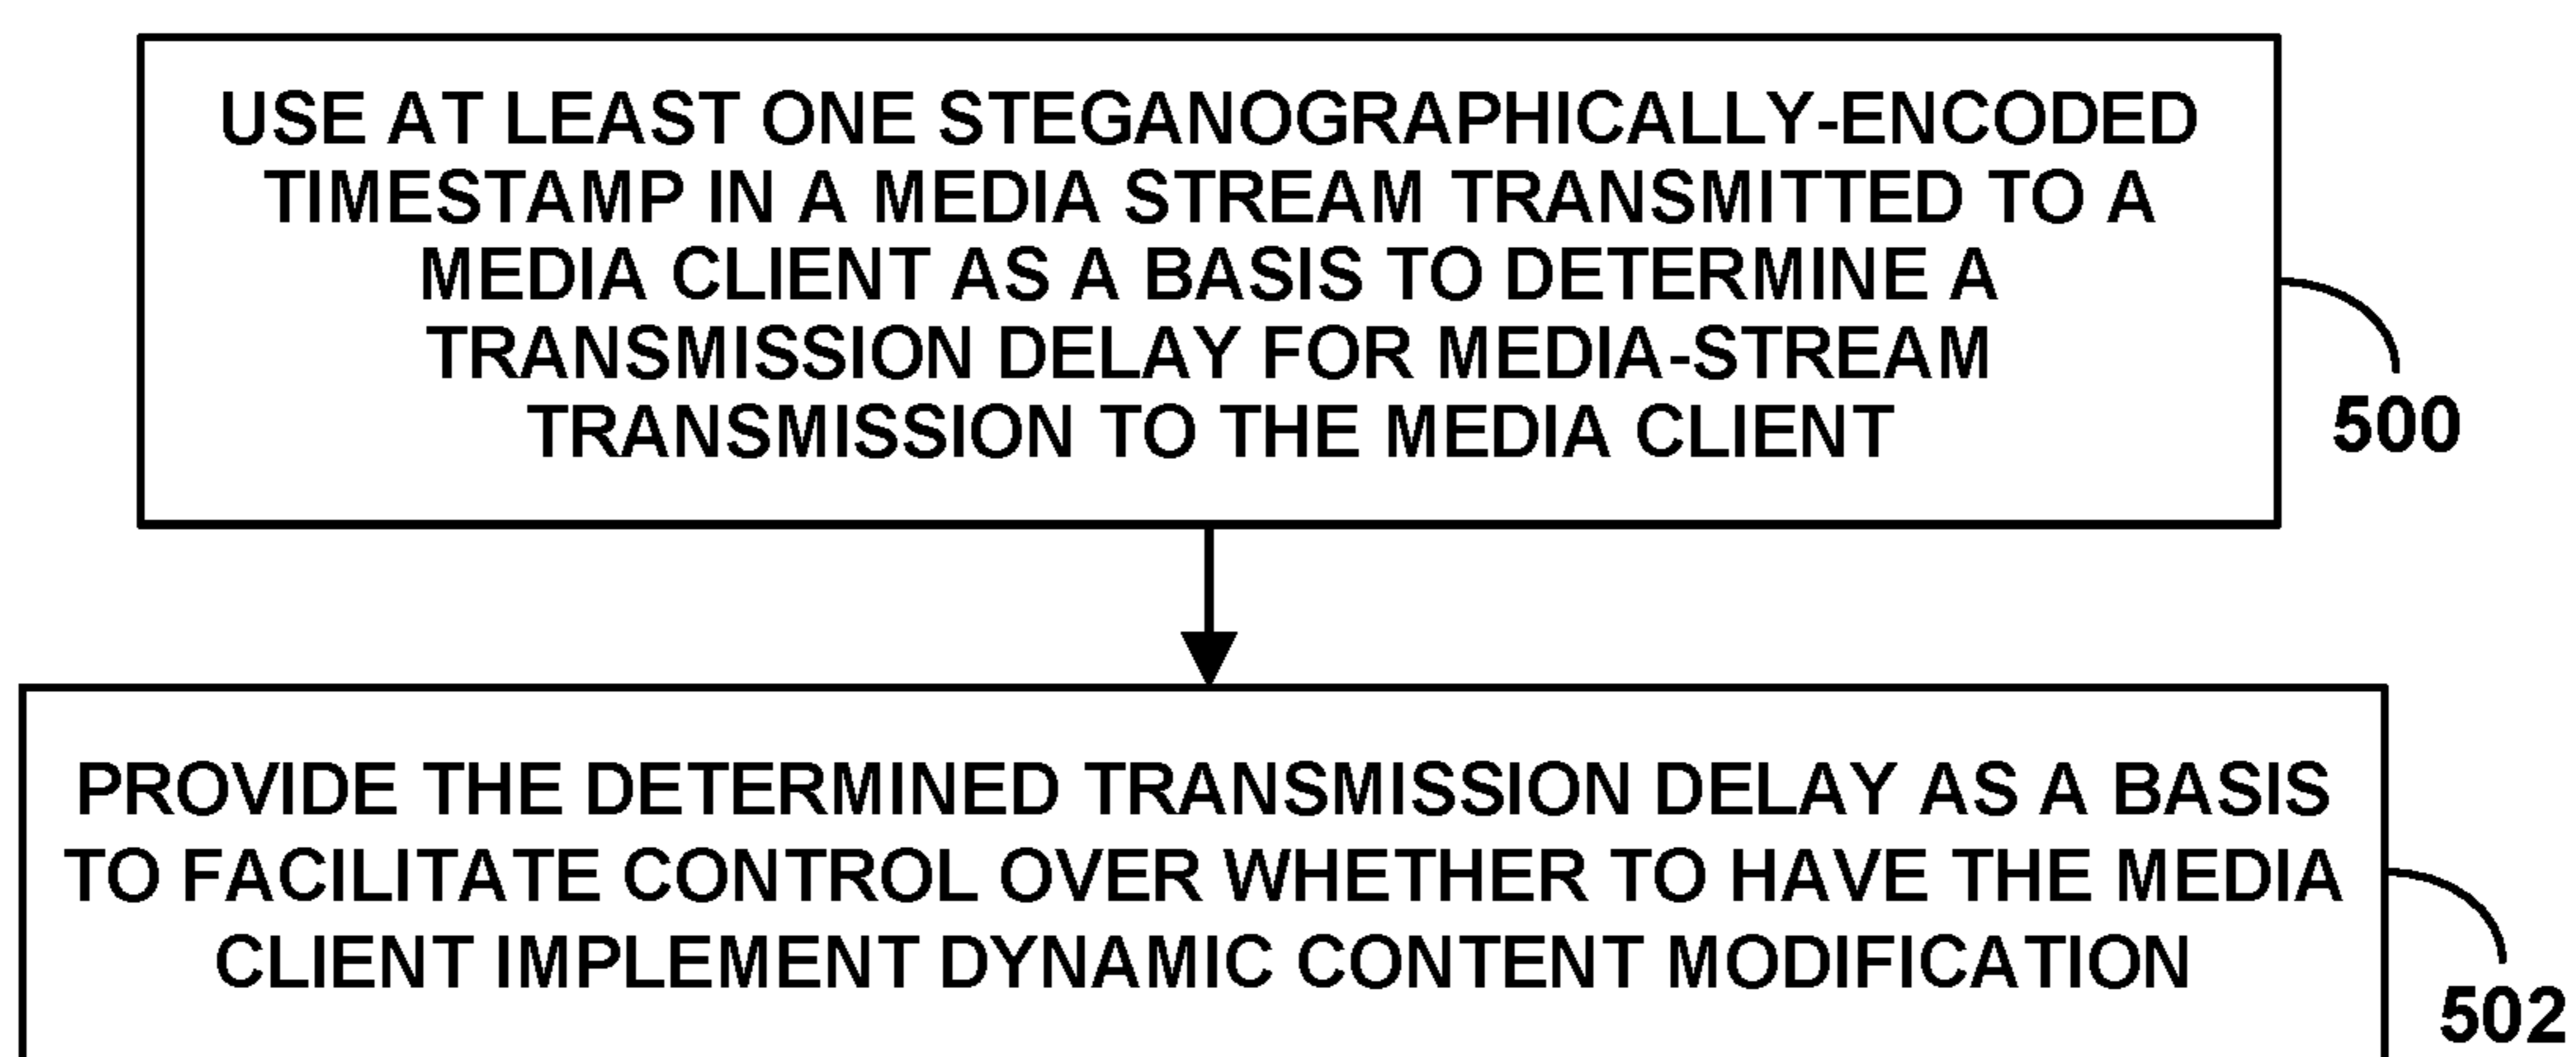 USE AT LEAST ONE STEGANOGRAPHICALLY-ENCODED
TIMESTAMP IN A MEDIA STREAM TRANSMITTED TO A
MEDIA CLIENT AS A BASIS TO DETERMINE A
TRANSMISSION DELAY FOR MEDIA-STREAM
TRANSMISSION TO THE MEDIA CLIENT
500
PROVIDE THE DETERMINED TRANSMISSION DELAY AS A BASIS
TO FACILITATE CONTROL OVER WHETHER TO HAVE THE MEDIA
CLIENT IMPLEMENT DYNAMIC CONTENT MODIFICATION
502